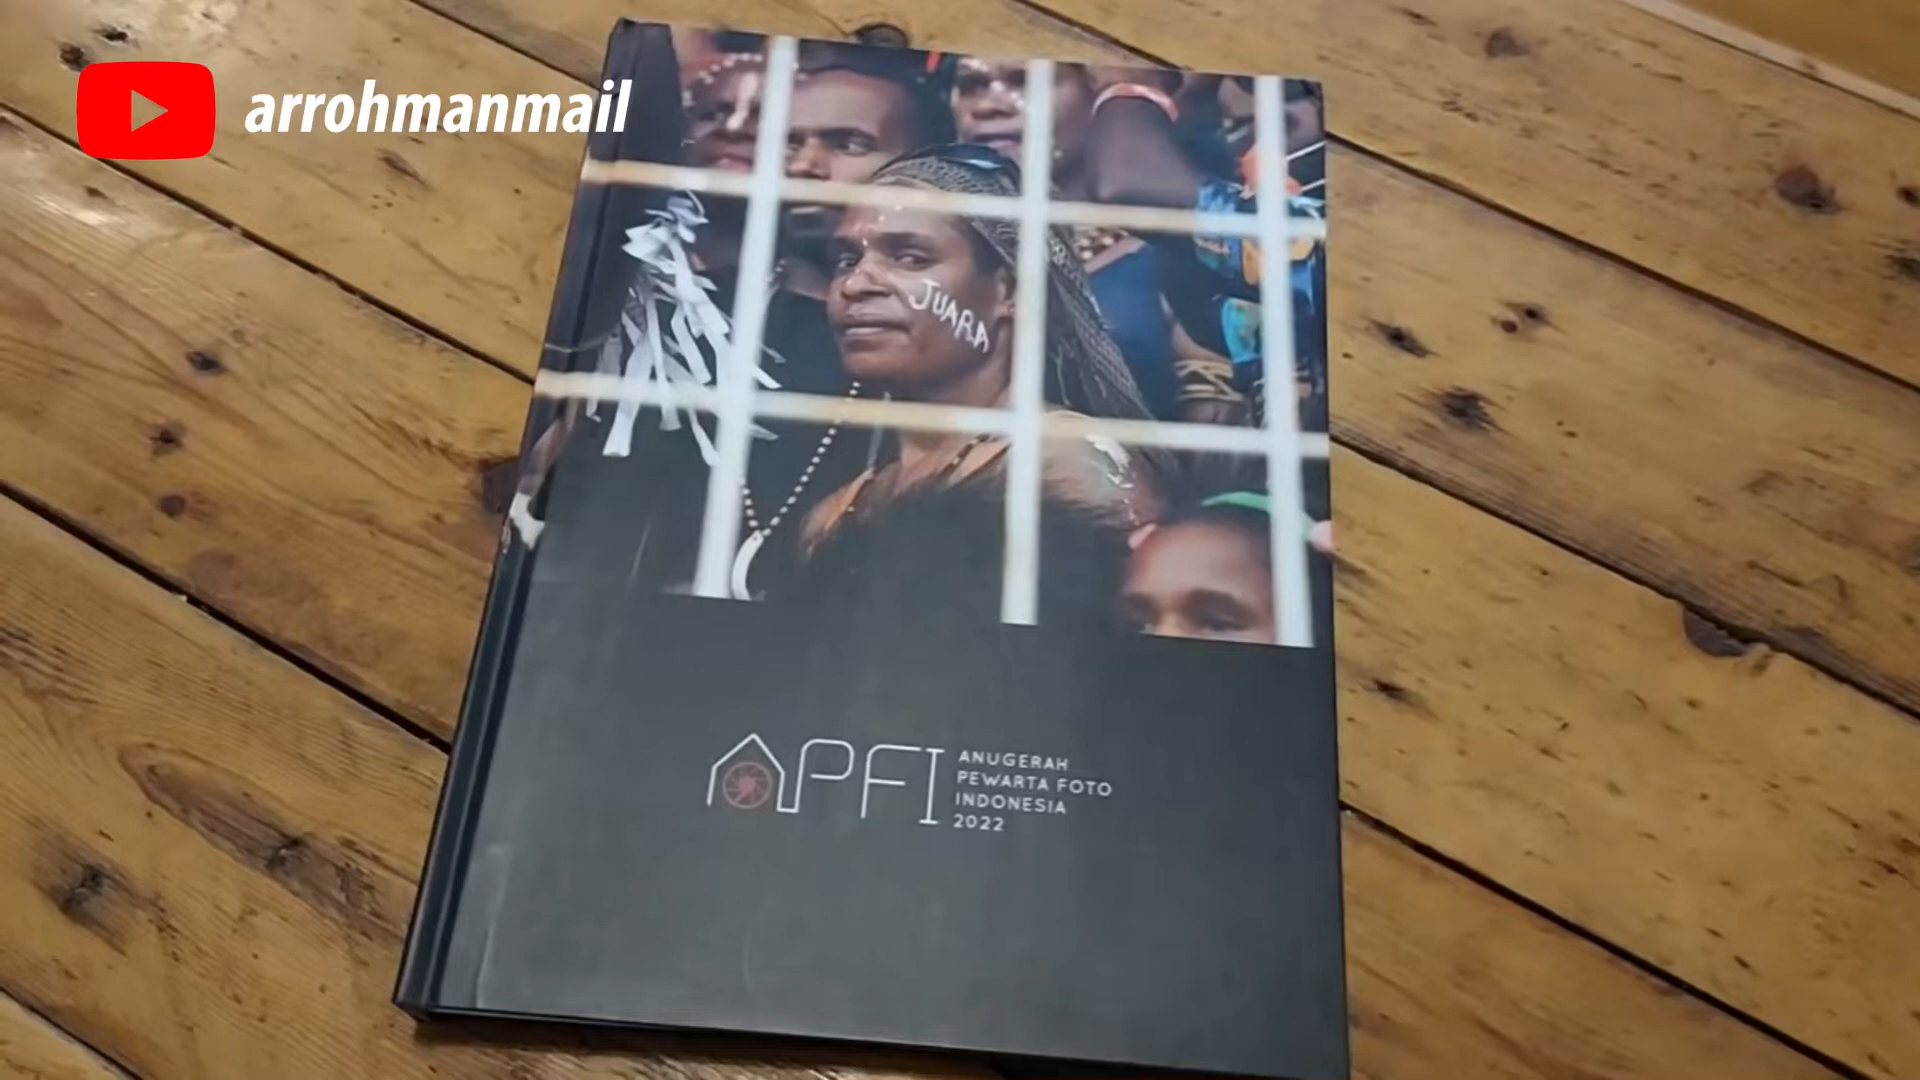 arrohmanmail
JUARA
APFI
ANUGERAH
PEWARTA FOTO
INDONESIA
2022